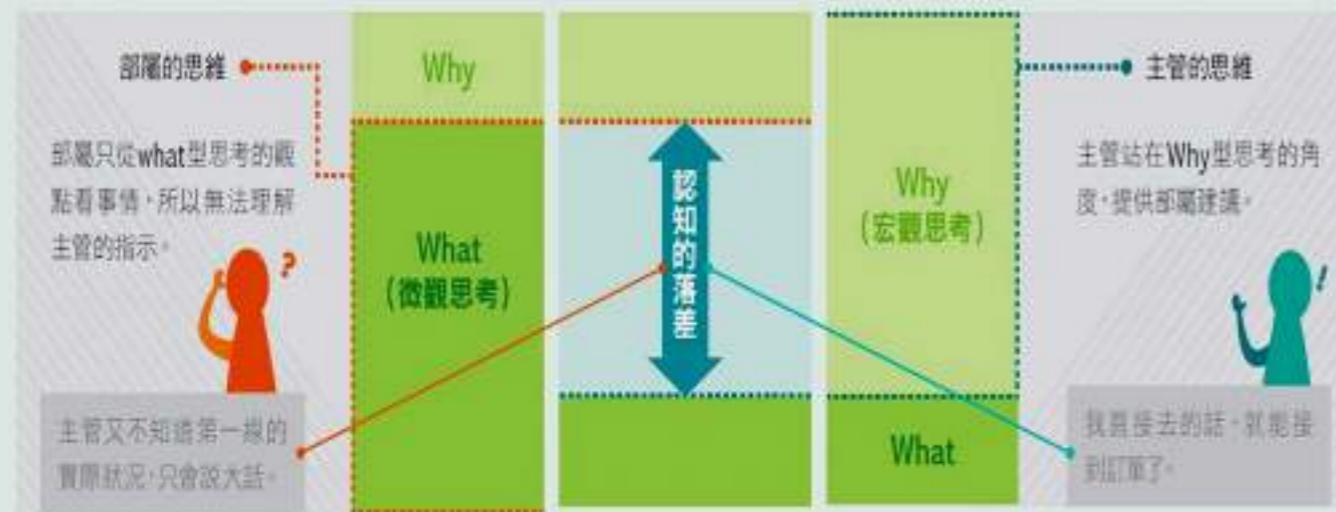 部屬的思維
部屬只從what型思考的觀
點看事情，所以無法理解
主管的指示。
?
主管又不知道第一線的
實際狀況，只會說大話。
Why
What
(微觀思考)
認知的落差
Why
(宏觀思考)
What
主管的思維
主管站在Why型思考的角
度，提供部屬建議。
!
我直接去的話，就能接
到訂單了。